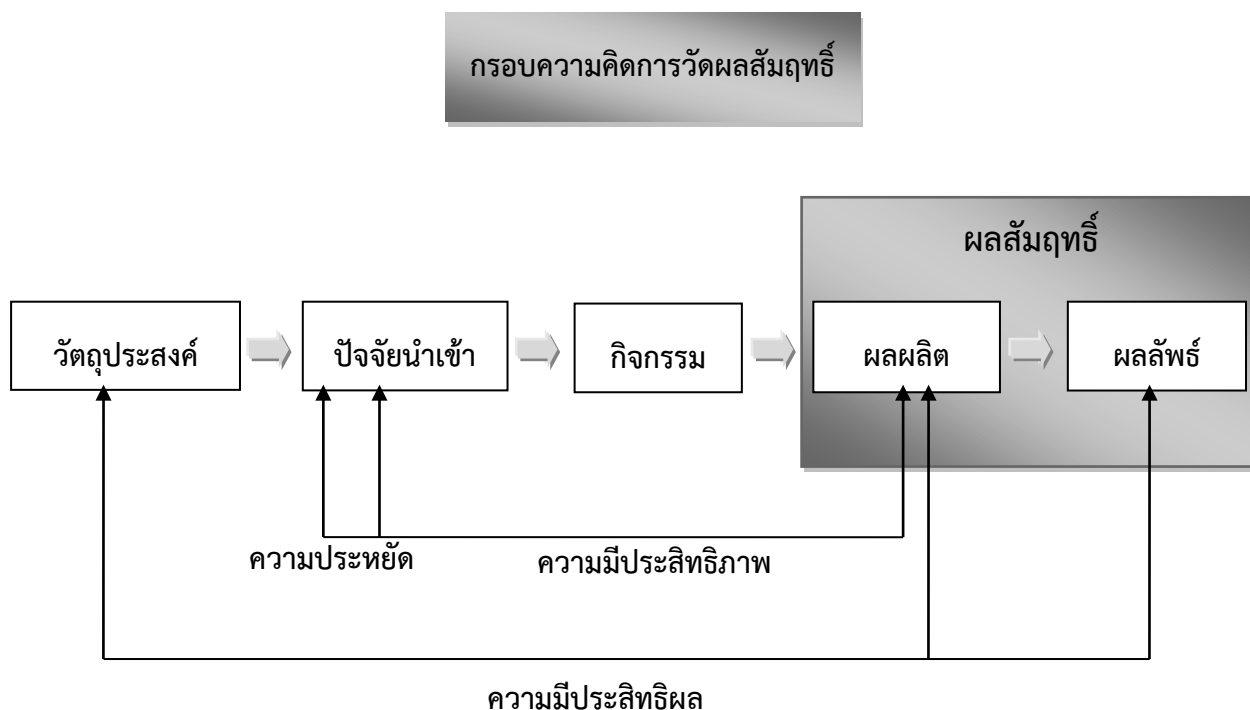 กรอบความคิดการวัดผลสัมฤทธิ์
ผลสัมฤทธิ์
วัตถุประสงค์
ปัจจัยนำเข้า
กิจกรรม
ผลผลิต
ผลลัพธ์
ความประหยัด
ความมีประสิทธิภาพ
ความมีประสิทธิผล